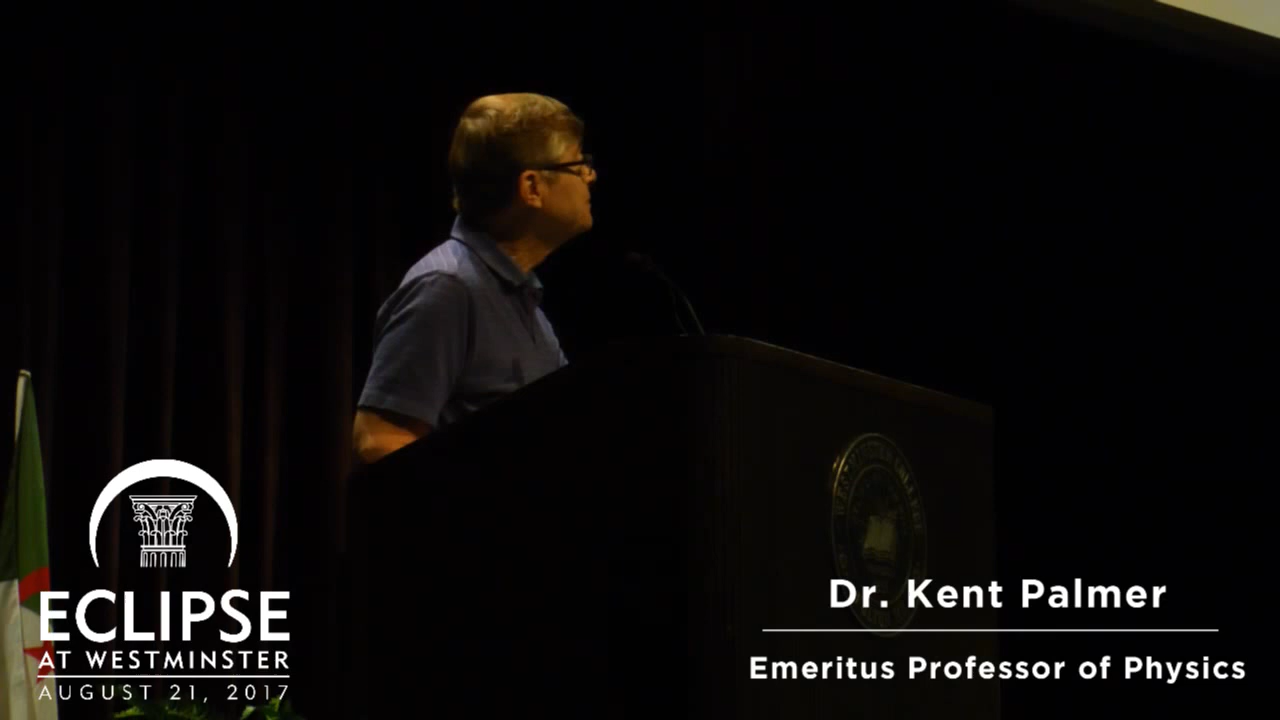 ECLIPSE
AT WESTMINSTER
AUGUST 21, 2017
Dr. Kent Palmer
Emeritus Professor of Physics